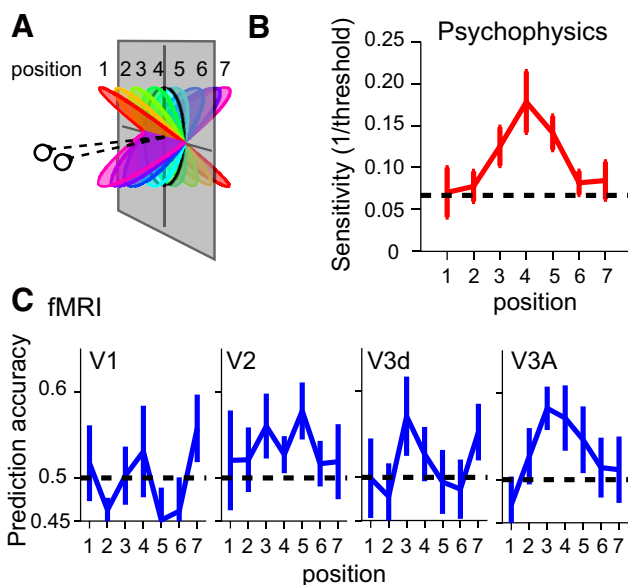 A
position 1 2 3 4 5 6 7
B
Psychophysics
Sensitivity (1/threshold)
0.25
0.20
0.15
0.10
0.05
0
1 2 3 4 5 6 7
position
C fMRI
Prediction accuracy
0.6
0.5
0.45
V1
V2
V3d
V3A
1 2 3 4 5 6 7
1 2 3 4 5 6 7
1 2 3 4 5 6 7
1 2 3 4 5 6 7
position